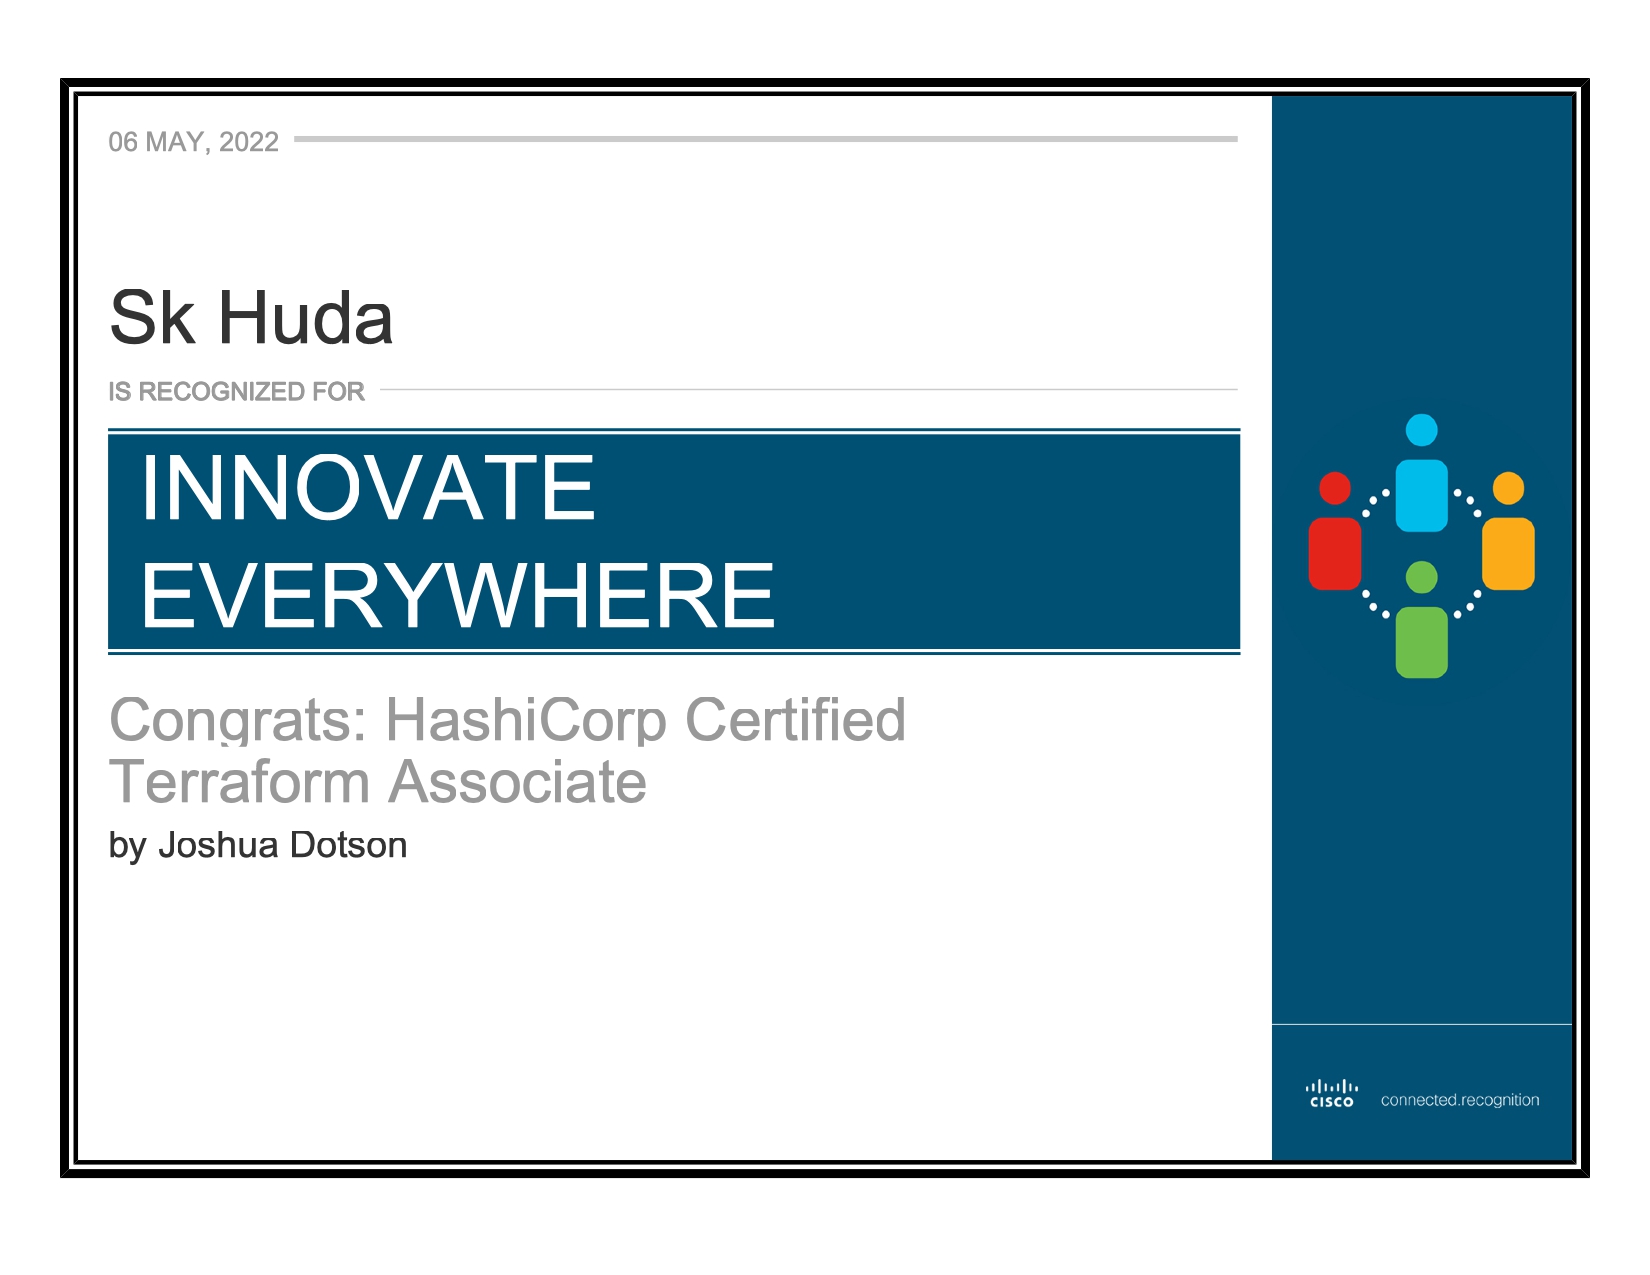 06 MAY, 2022
Sk Huda
IS RECOGNIZED FOR
INNOVATE
EVERYWHERE
Congrats: HashiCorp Certified
Terraform Associate
by Joshua Dotson
CISCO connected.recognition